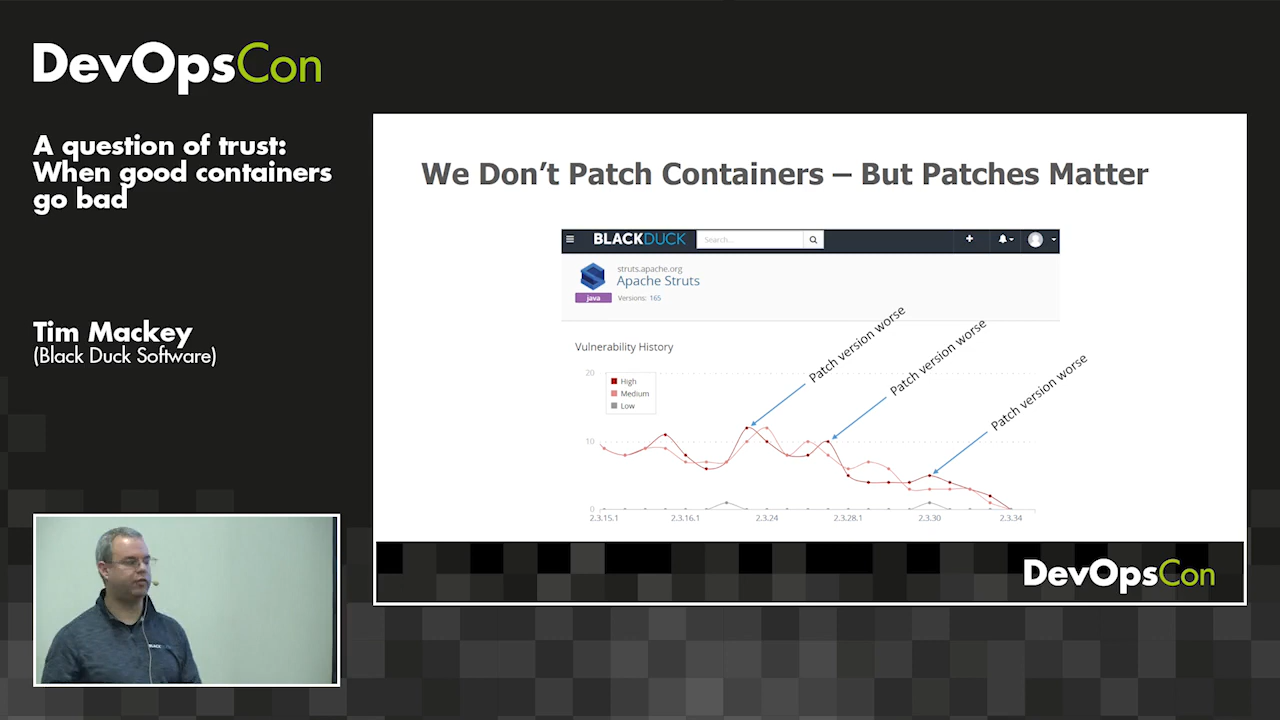 DevOpsCon
A question of trust:
When good containers
go bad
Tim Mackey
(Black Duck Software)
We Don’t Patch Containers – But Patches Matter
BLACKDUCK
Search...
struts.apache.org
Apache Struts
java
Versions: 165
Vulnerability History
Patch version worse
Patch version worse
Patch version worse
20
High
Medium
Low
10
0
2.3.15.1
2.3.16.1
2.3.24
2.3.28.1
2.3.30
2.3.34
DevOpsCon
BLACK